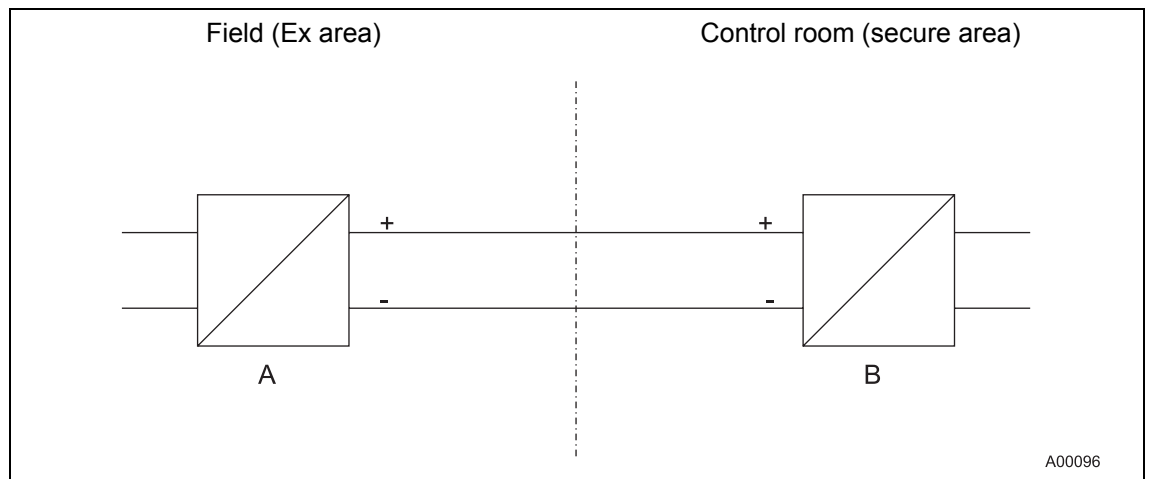 Field (Ex area) Control room (secure area)
+ +
- -
A B
A00096